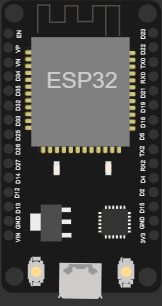 EN
VP
VN
D34
D35
D32
D33
D25
D26
D27
D14
D12
D13
GND
VIN
ESP32
D23
D22
TX0
RX0
D21
D19
D18
D5
TX2
RX2
D4
D2
D15
GND
3V3